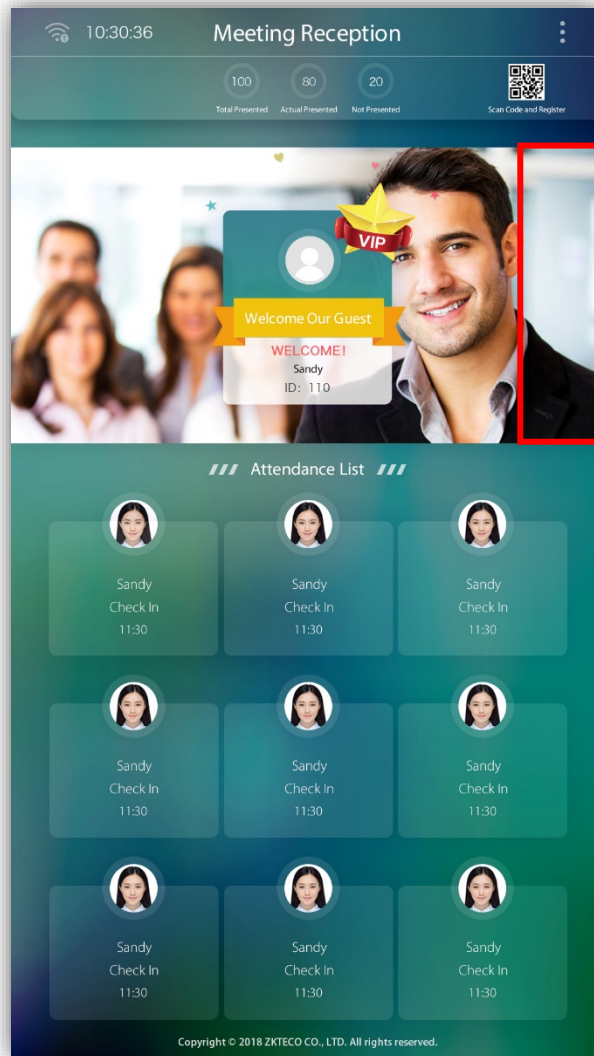 10:30:36 Meeting Reception
100 80 20
Total Presented Actual Presented Not Presented Scan Code and Register
VIP
Welcome Our Guest
WELCOME!
Sandy
ID: 110
Attendance List
Sandy Sandy Sandy
Check In Check In Check In
11:30 11:30 11:30
Sandy Sandy Sandy
Check In Check In Check In
11:30 11:30 11:30
Sandy Sandy Sandy
Check In Check In Check In
11:30 11:30 11:30
Copyright © 2018 ZKTECO CO., LTD. All rights reserved.